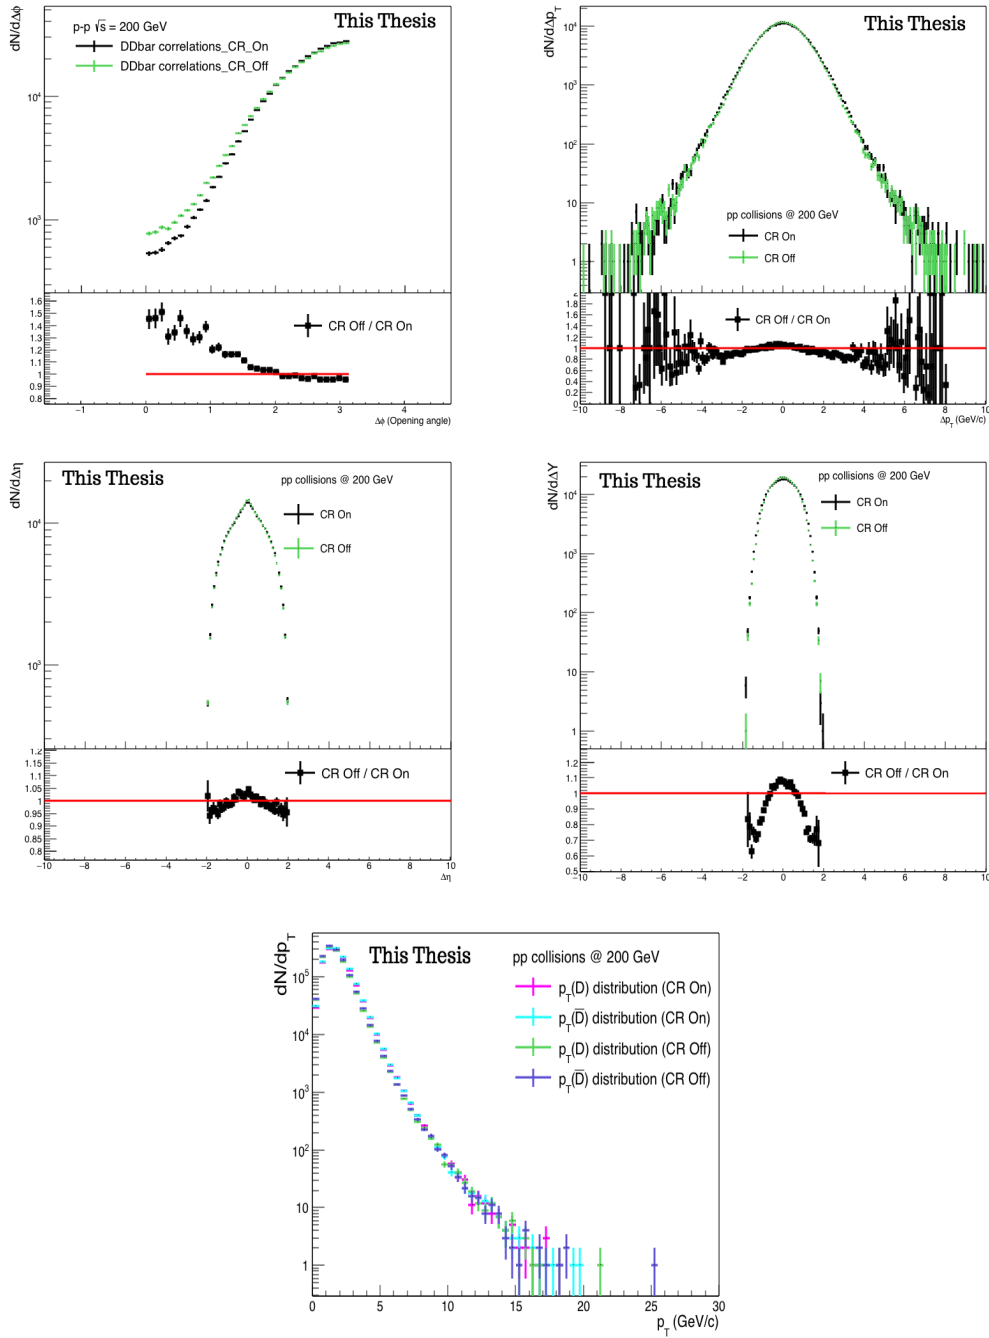 This Thesis
p-p √s = 200 GeV
DDbar correlations_CR_On
DDbar correlations_CR_Off
dN/dΔϕ
10⁴
10³
CR Off / CR On
1.6
1.5
1.4
1.3
1.2
1.1
1.0
0.9
0.8
−1 0 1 2 3 4
Δϕ (Opening angle)
This Thesis
dN/dΔp_T
10⁴
10³
10²
10
1
pp collisions @ 200 GeV
CR On
CR Off
CR Off / CR On
1.8
1.6
1.4
1.2
1
0.8
0.6
0.4
0.2
0
−10 −8 −6 −4 −2 0 2 4 6 8 10
Δp_T (GeV/c)
This Thesis
dN/dΔη
pp collisions @ 200 GeV
CR On
CR Off
10⁴
10³
CR Off / CR On
1.2
1.15
1.1
1.05
1
0.95
0.9
0.85
0.8
−10 −8 −6 −4 −2 0 2 4 6 8 10
Δη
This Thesis
dN/dΔY
pp collisions @ 200 GeV
CR On
CR Off
10⁴
10³
10²
10
1
CR Off / CR On
1.2
1.1
1
0.9
0.8
0.7
0.6
0.5
−10 −8 −6 −4 −2 0 2 4 6 8 10
ΔY
This Thesis
dN/dp_T
pp collisions @ 200 GeV
p_T(D) distribution (CR On)
p_T(D̅) distribution (CR On)
p_T(D) distribution (CR Off)
p_T(D̅) distribution (CR Off)
10⁵
10⁴
10³
10²
10
1
0 5 10 15 20 25 30
p_T (GeV/c)